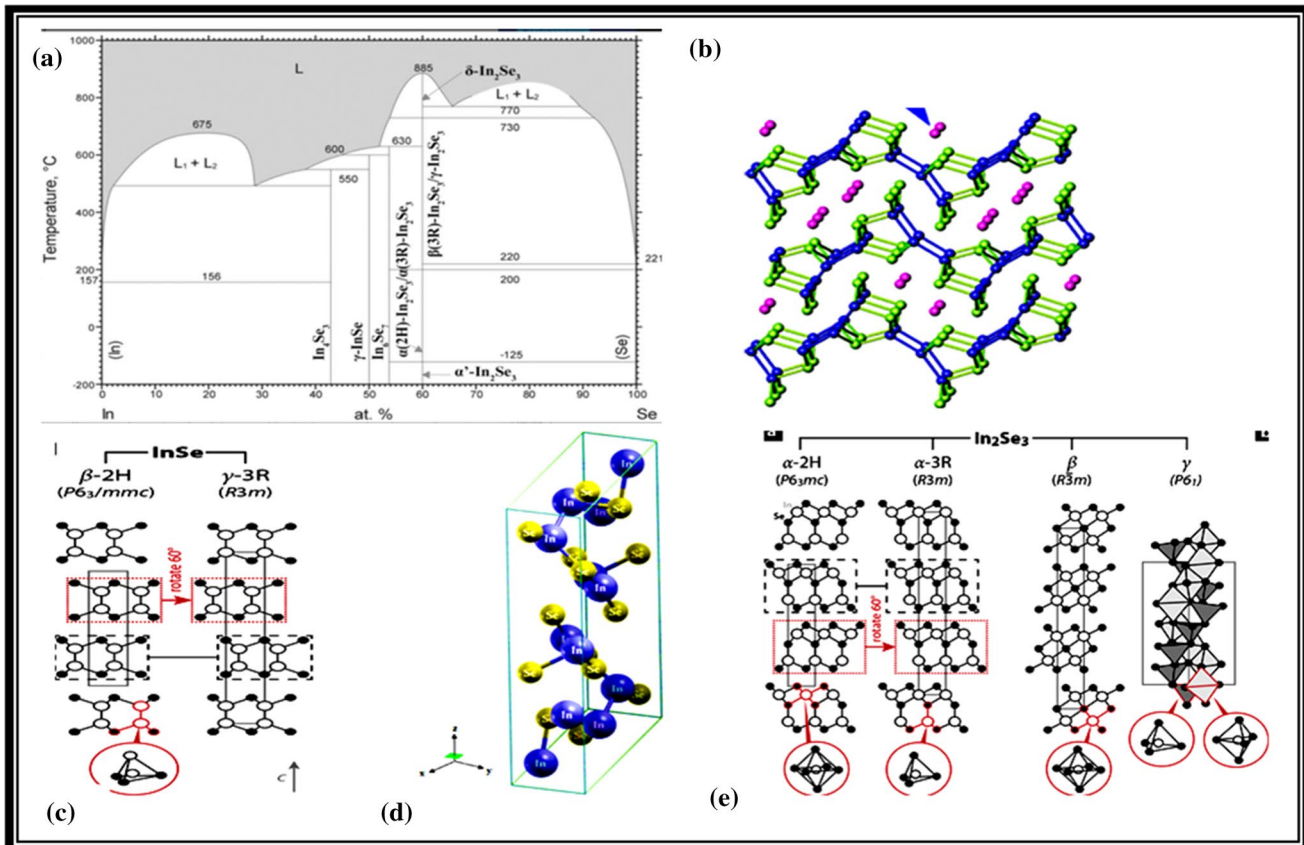 (a)
1000
800
600
400
200
0
-200
Temperature, °C
L
885
δ-In₂Se₃
L₁ + L₂
770
730
675
L₁ + L₂
600
630
550
156
157
220
221
200
-125
(In)
In₄Se₃
γ-InSe
In₆Se₇
α(2H)-In₂Se₃/α(3R)-In₂Se₃
β(3R)-In₂Se₃/γ-In₂Se₃
(Se)
α'-In₂Se₃
0 10 20 30 40 50 60 70 80 90 100
In at. % Se
(b)
InSe
β-2H γ-3R
(P6₃/mmc) (R3m)
rotate 60°
C
(c)
In
Se
z
x
y
(d)
In₂Se₃
α-2H α-3R β γ
(P6₃mc) (R3m) (R3̄m) (P6₁)
In
Se
rotate 60°
(e)